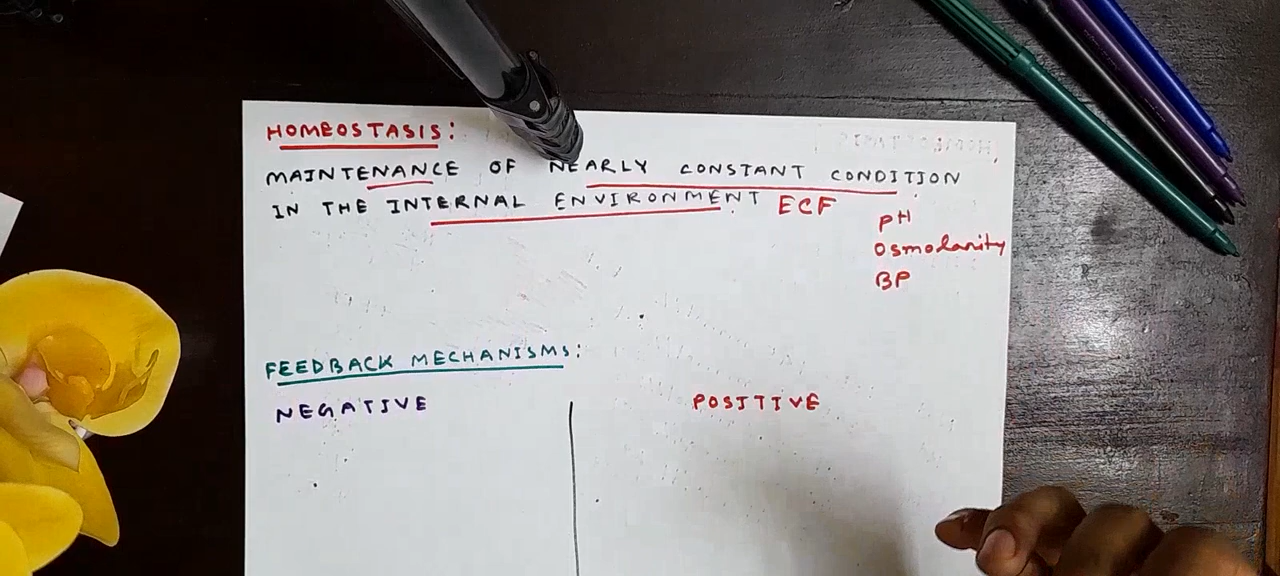 HOMEOSTASIS:
MAINTENANCE OF NEARLY CONSTANT CONDITION
IN THE INTERNAL ENVIRONMENT ECF
pH
Osmolarity
BP
FEEDBACK MECHANISMS:
NEGATIVE
POSITIVE